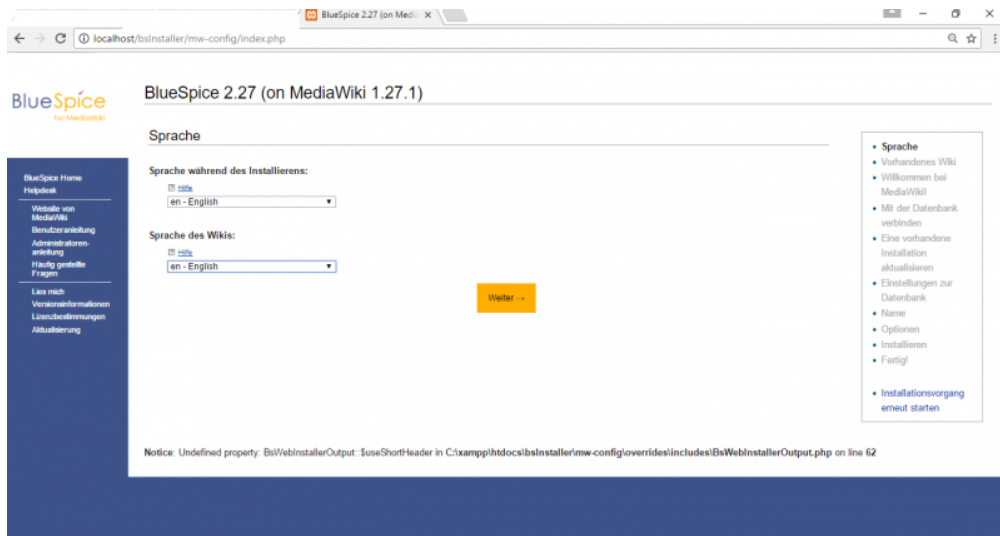 BlueSpice 2.27 (on Medi
localhost/bsInstaller/mw-config/index.php
BlueSpice
for MediaWiki
BlueSpice 2.27 (on MediaWiki 1.27.1)
Sprache
Sprache während des Installierens:
Hilfe
en - English
Sprache des Wikis:
Hilfe
en - English
Weiter →
BlueSpice Home
Helpdesk
Website von
MediaWiki
Benutzeranleitung
Administratoren-
anleitung
Häufig gestellte
Fragen
Lies mich
Versionsinformationen
Lizenzbestimmungen
Aktualisierung
Sprache
Vorhandenes Wiki
Willkommen bei
MediaWiki!
Mit der Datenbank
verbinden
Eine vorhandene
Installation
aktualisieren
Einstellungen zur
Datenbank
Name
Optionen
Installieren
Fertig!
Installationsvorgang
erneut starten
Notice: Undefined property: BsWebInstallerOutput::$useShortHeader in C:\xampp\htdocs\bsInstaller\mw-config\overrides\includes\BsWebInstallerOutput.php on line 62